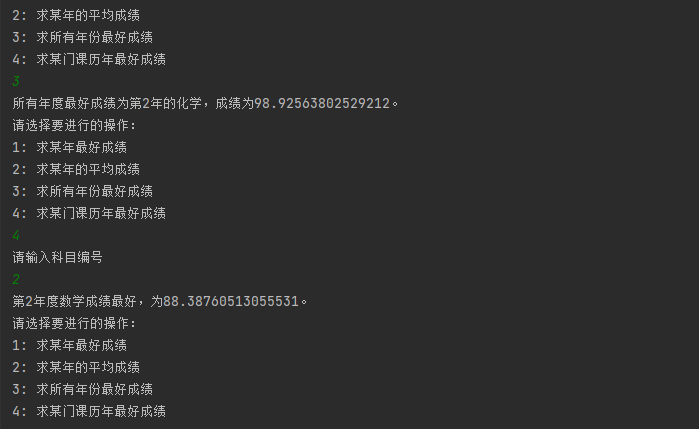 2: 求某年的平均成绩
3: 求所有年份最好成绩
4: 求某门课历年最好成绩
3
所有年度最好成绩为第2年的化学，成绩为98.92563802529212。
请选择要进行的操作：
1: 求某年最好成绩
2: 求某年的平均成绩
3: 求所有年份最好成绩
4: 求某门课历年最好成绩
4
请输入科目编号
2
第2年度数学成绩最好，为88.38760513055531。
请选择要进行的操作：
1: 求某年最好成绩
2: 求某年的平均成绩
3: 求所有年份最好成绩
4: 求某门课历年最好成绩